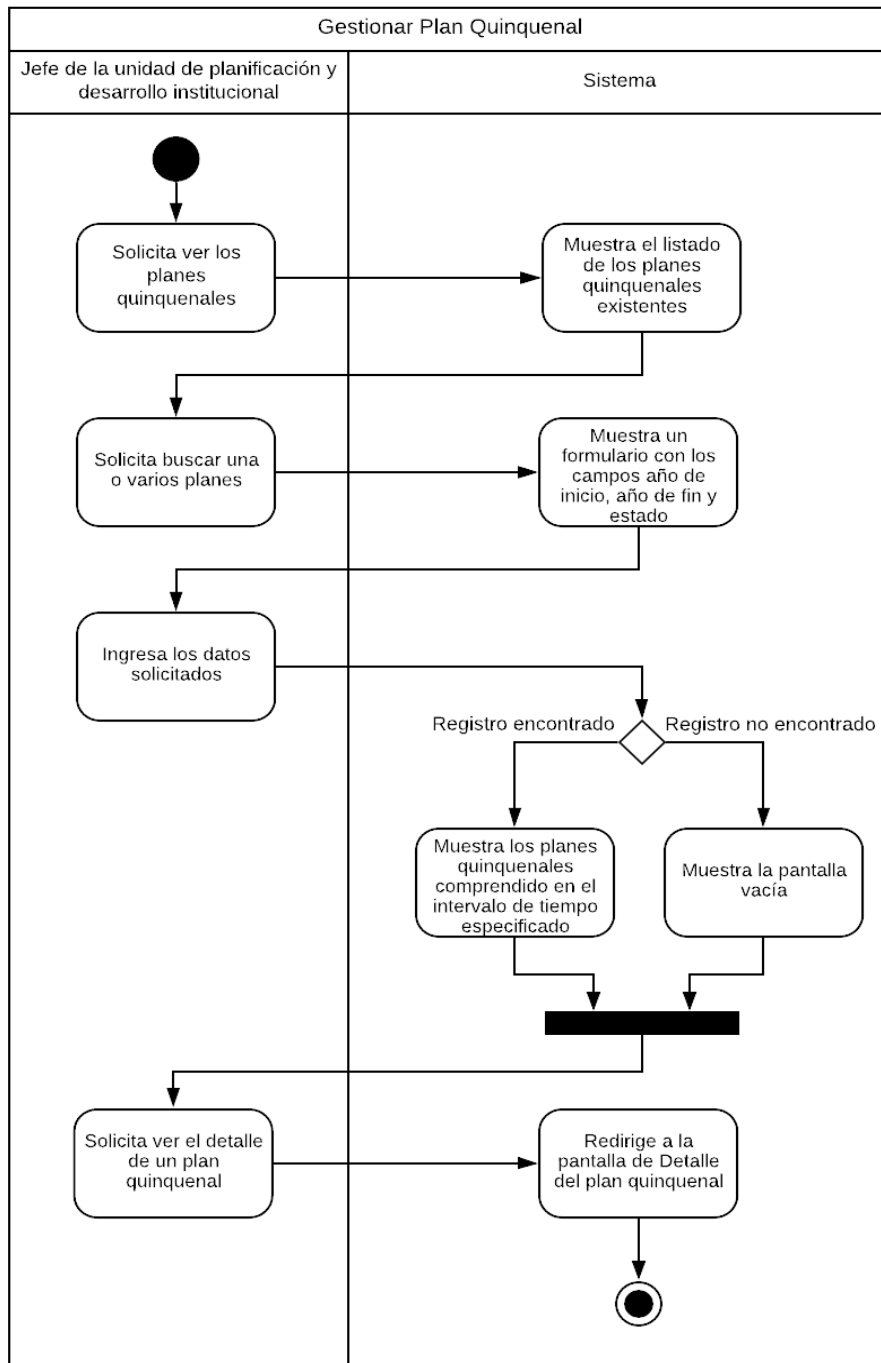 Gestionar Plan Quinquenal
Jefe de la unidad de planificación y
desarrollo institucional
Sistema
Solicita ver los
planes
quinquenales
Muestra el listado
de los planes
quinquenales
existentes
Solicita buscar una
o varios planes
Muestra un
formulario con los
campos año de
inicio, año de fin y
estado
Ingresa los datos
solicitados
Registro encontrado
Registro no encontrado
Muestra los planes
quinquenales
comprendido en el
intervalo de tiempo
especificado
Muestra la pantalla
vacía
Solicita ver el detalle
de un plan
quinquenal
Redirige a la
pantalla de Detalle
del plan quinquenal